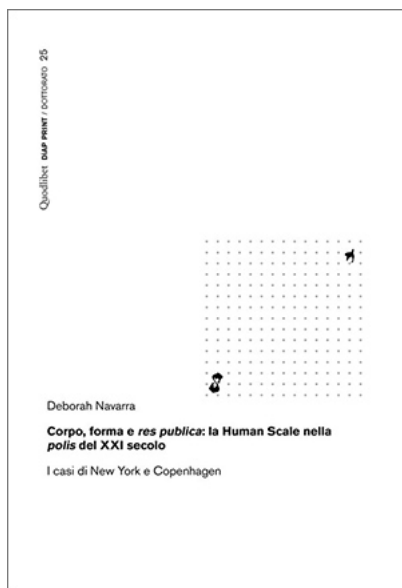 Quodlibet DIAP PRINT / DOTTORATO 25
Deborah Navarra
Corpo, forma e res publica: la Human Scale nella
polis del XXI secolo
I casi di New York e Copenhagen